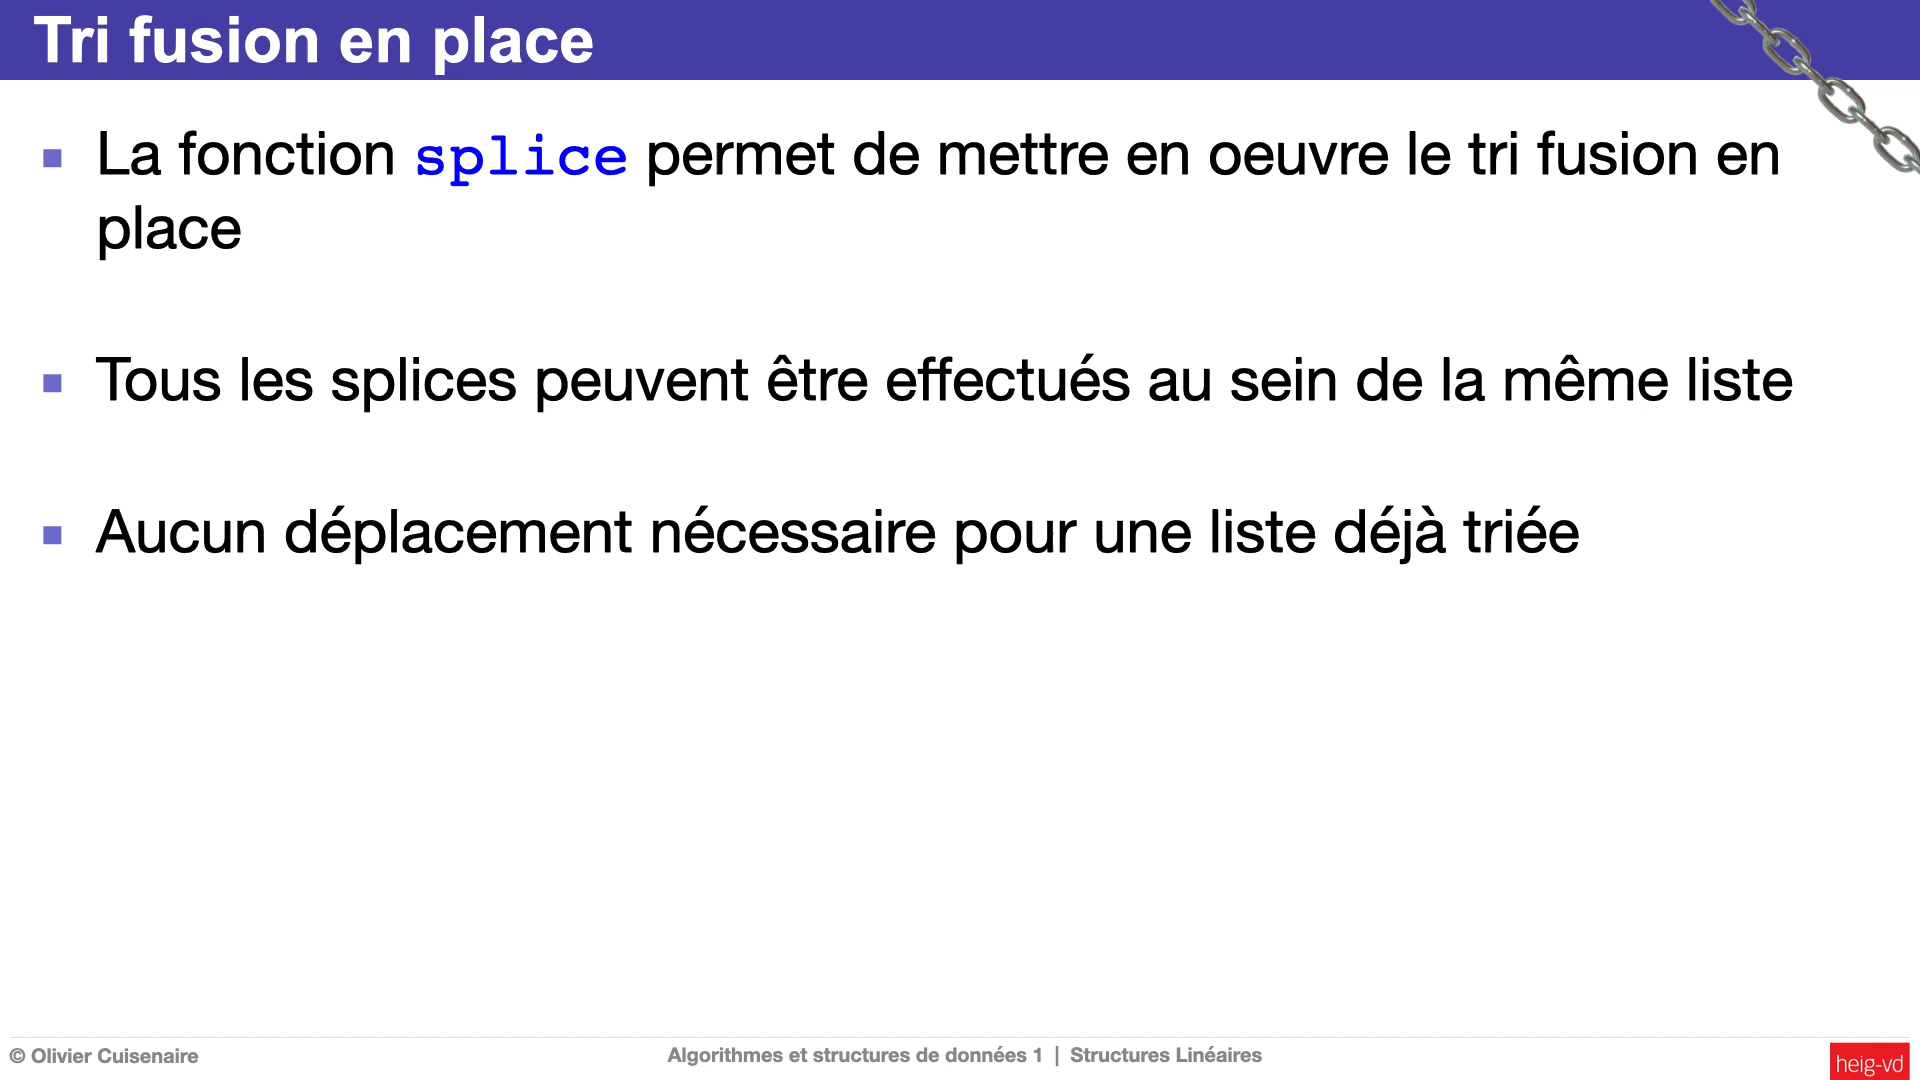 Tri fusion en place
La fonction splice permet de mettre en oeuvre le tri fusion en
place
Tous les splices peuvent être effectués au sein de la même liste
Aucun déplacement nécessaire pour une liste déjà triée
© Olivier Cuisenaire
Algorithmes et structures de données 1 | Structures Linéaires
heig-vd